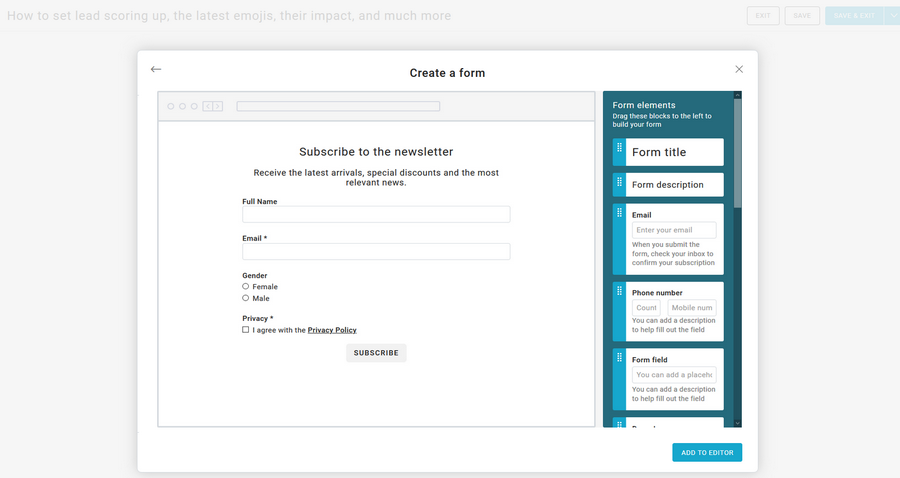 How to set lead scoring up, the latest emojis, their impact, and much more
EXIT
SAVE
SAVE & EXIT
Create a form
Subscribe to the newsletter
Receive the latest arrivals, special discounts and the most
relevant news.
Full Name
Email *
Gender
Female
Male
Privacy *
I agree with the Privacy Policy
SUBSCRIBE
Form elements
Drag these blocks to the left to
build your form
Form title
Form description
Email
Enter your email
When you submit the
form, check your inbox to
confirm your subscription
Phone number
Count Mobile num
You can add a description
to help fill out the field
Form field
You can add a placeh
You can add a description
to help fill out the field
ADD TO EDITOR